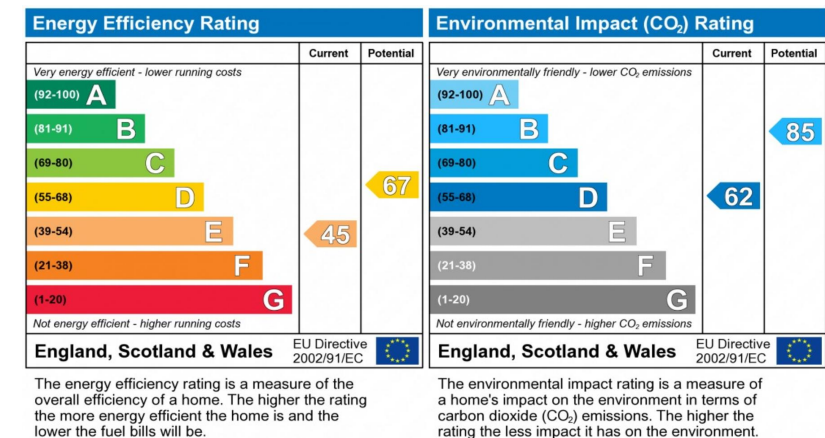 Energy Efficiency Rating
Current Potential
Very energy efficient - lower running costs
(92-100) A
(81-91) B
(69-80) C
(55-68) D
(39-54) E
(21-38) F
(1-20) G
45
67
Not energy efficient - higher running costs
England, Scotland & Wales
EU Directive
2002/91/EC
The energy efficiency rating is a measure of the
overall efficiency of a home. The higher the rating
the more energy efficient the home is and the
lower the fuel bills will be.
Environmental Impact (CO₂) Rating
Current Potential
Very environmentally friendly - lower CO₂ emissions
(92-100) A
(81-91) B
(69-80) C
(55-68) D
(39-54) E
(21-38) F
(1-20) G
62
85
Not environmentally friendly - higher CO₂ emissions
England, Scotland & Wales
EU Directive
2002/91/EC
The environmental impact rating is a measure of
a home's impact on the environment in terms of
carbon dioxide (CO₂) emissions. The higher the
rating the less impact it has on the environment.